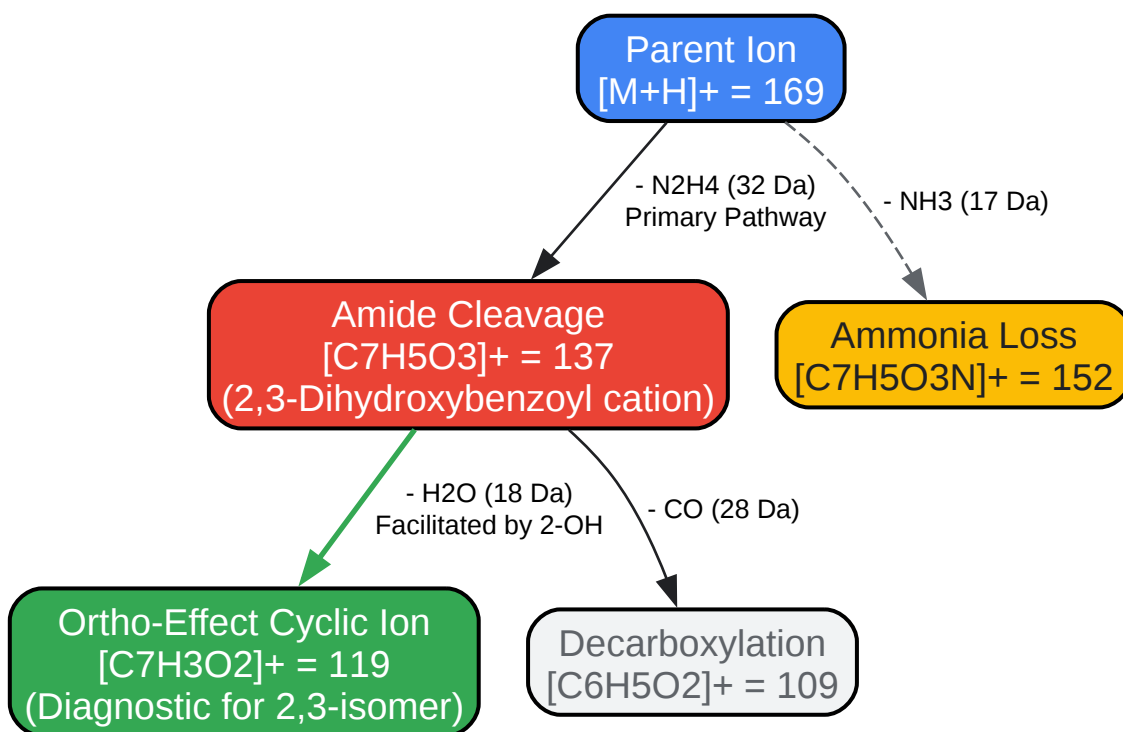 Parent Ion
[M+H]+ = 169
- N2H4 (32 Da)
Primary Pathway
- NH3 (17 Da)
Amide Cleavage
[C7H5O3]+ = 137
(2,3-Dihydroxybenzoyl cation)
Ammonia Loss
[C7H5O3N]+ = 152
- H2O (18 Da)
Facilitated by 2-OH
- CO (28 Da)
Ortho-Effect Cyclic Ion
[C7H3O2]+ = 119
(Diagnostic for 2,3-isomer)
Decarboxylation
[C6H5O2]+ = 109